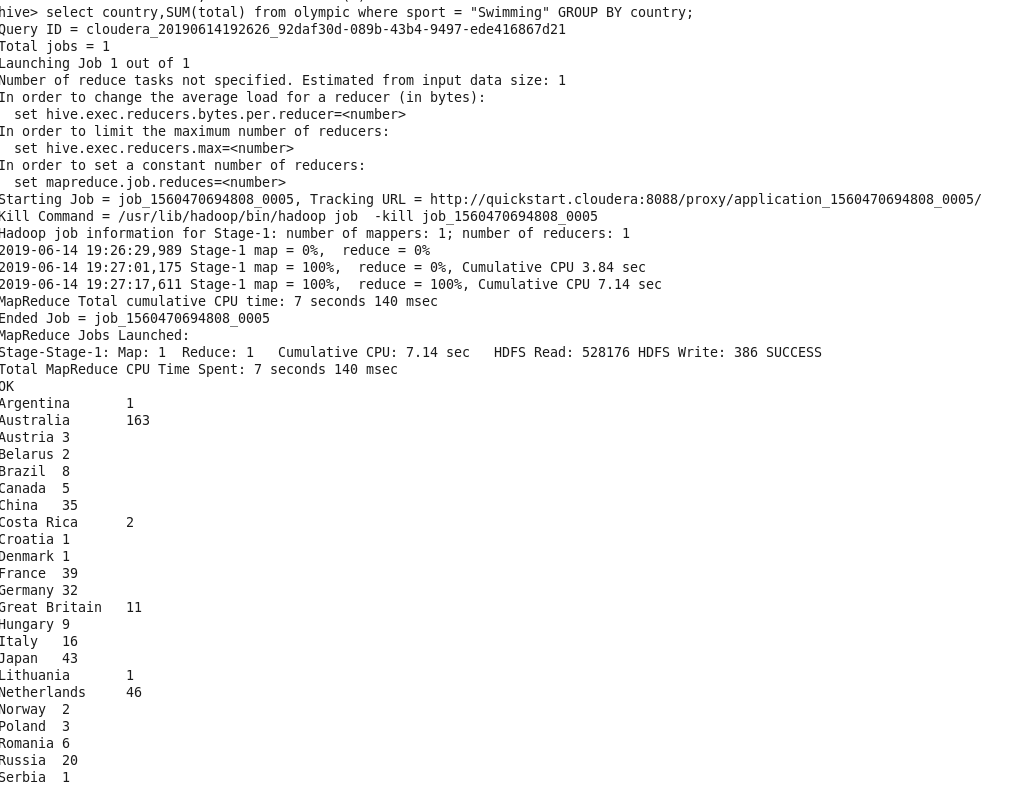 hive> select country,SUM(total) from olympic where sport = "Swimming" GROUP BY country;
Query ID = cloudera_20190614192626_92daf30d-089b-43b4-9497-ede416867d21
Total jobs = 1
Launching Job 1 out of 1
Number of reduce tasks not specified. Estimated from input data size: 1
In order to change the average load for a reducer (in bytes):
  set hive.exec.reducers.bytes.per.reducer=<number>
In order to limit the maximum number of reducers:
  set hive.exec.reducers.max=<number>
In order to set a constant number of reducers:
  set mapreduce.job.reduces=<number>
Starting Job = job_1560470694808_0005, Tracking URL = http://quickstart.cloudera:8088/proxy/application_1560470694808_0005/
Kill Command = /usr/lib/hadoop/bin/hadoop job  -kill job_1560470694808_0005
Hadoop job information for Stage-1: number of mappers: 1; number of reducers: 1
2019-06-14 19:26:29,989 Stage-1 map = 0%,  reduce = 0%
2019-06-14 19:27:01,175 Stage-1 map = 100%,  reduce = 0%, Cumulative CPU 3.84 sec
2019-06-14 19:27:17,611 Stage-1 map = 100%,  reduce = 100%, Cumulative CPU 7.14 sec
MapReduce Total cumulative CPU time: 7 seconds 140 msec
Ended Job = job_1560470694808_0005
MapReduce Jobs Launched:
Stage-Stage-1: Map: 1  Reduce: 1   Cumulative CPU: 7.14 sec   HDFS Read: 528176 HDFS Write: 386 SUCCESS
Total MapReduce CPU Time Spent: 7 seconds 140 msec
OK
Argentina       1
Australia       163
Austria 3
Belarus 2
Brazil  8
Canada  5
China   35
Costa Rica      2
Croatia 1
Denmark 1
France  39
Germany 32
Great Britain   11
Hungary 9
Italy   16
Japan   43
Lithuania       1
Netherlands     46
Norway  2
Poland  3
Romania 6
Russia  20
Serbia  1